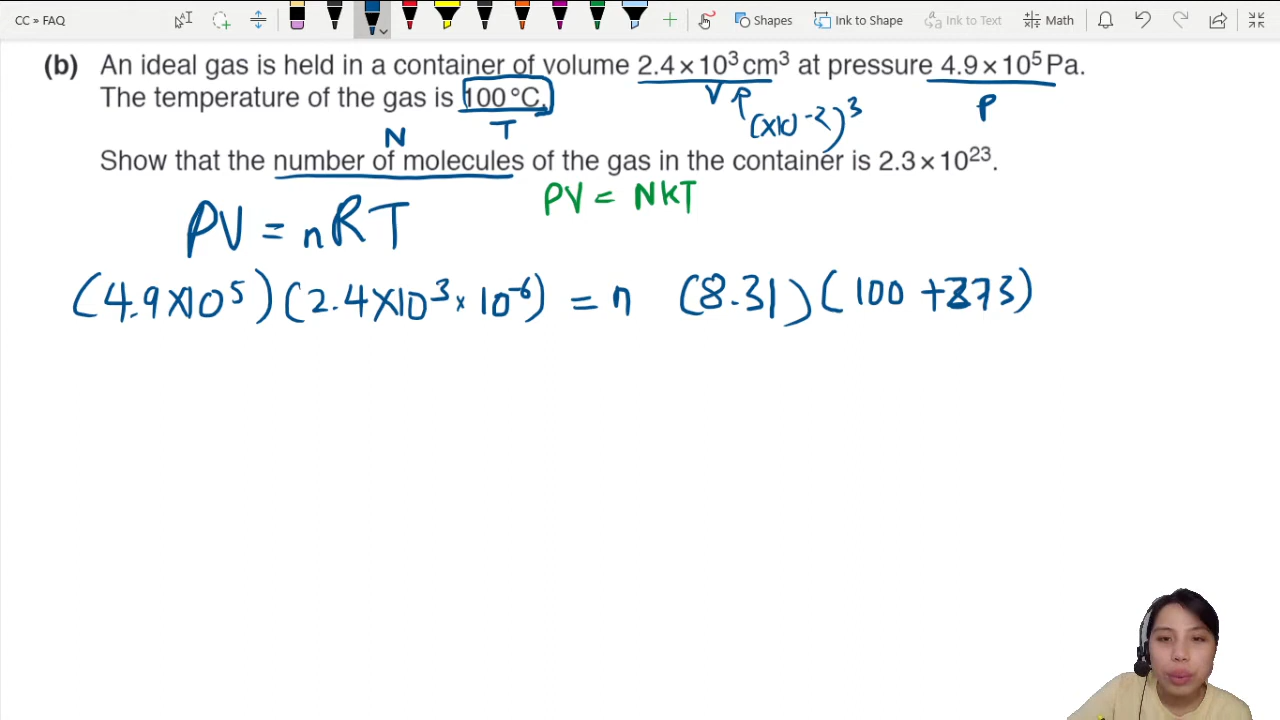 CC » FAQ
Shapes
Ink to Shape
Ink to Text
Math
(b) An ideal gas is held in a container of volume 2.4 × 10³ cm³ at pressure 4.9 × 10⁵ Pa.
The temperature of the gas is 100 °C.
V P
(x10⁻²)³
P
N
T
Show that the number of molecules of the gas in the container is 2.3 × 10²³.
PV = NKT
PV = nRT
(4.9×10⁵)(2.4×10³ × 10⁻⁶) = n (8.31)(100 + 273)